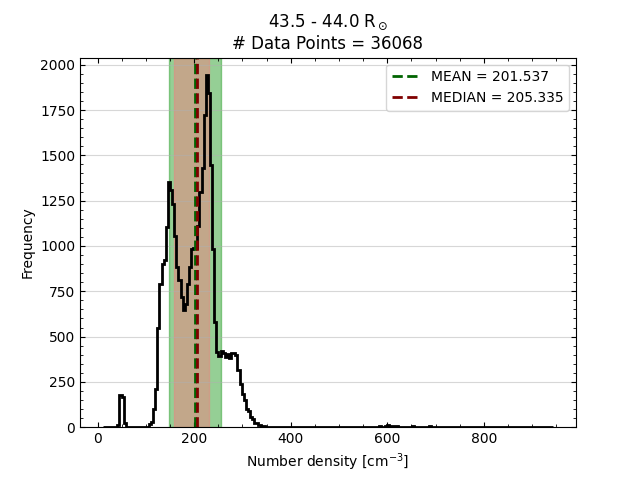 43.5 - 44.0 R⊙
# Data Points = 36068
MEAN = 201.537
MEDIAN = 205.335
2000
1750
1500
1250
1000
750
500
250
0
Frequency
0 200 400 600 800
Number density [cm⁻³]